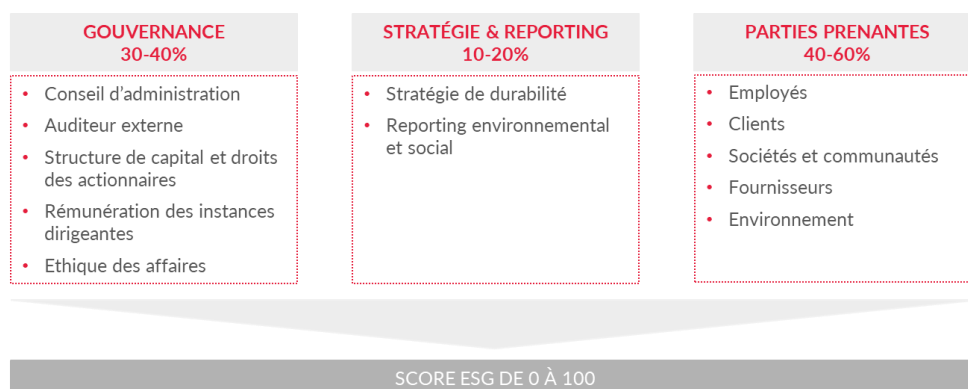 GOUVERNANCE
30-40%
• Conseil d'administration
• Auditeur externe
• Structure de capital et droits
des actionnaires
• Rémunération des instances
dirigeantes
• Ethique des affaires
STRATÉGIE & REPORTING
10-20%
• Stratégie de durabilité
• Reporting environnemental
et social
PARTIES PRENANTES
40-60%
• Employés
• Clients
• Sociétés et communautés
• Fournisseurs
• Environnement
SCORE ESG DE 0 À 100